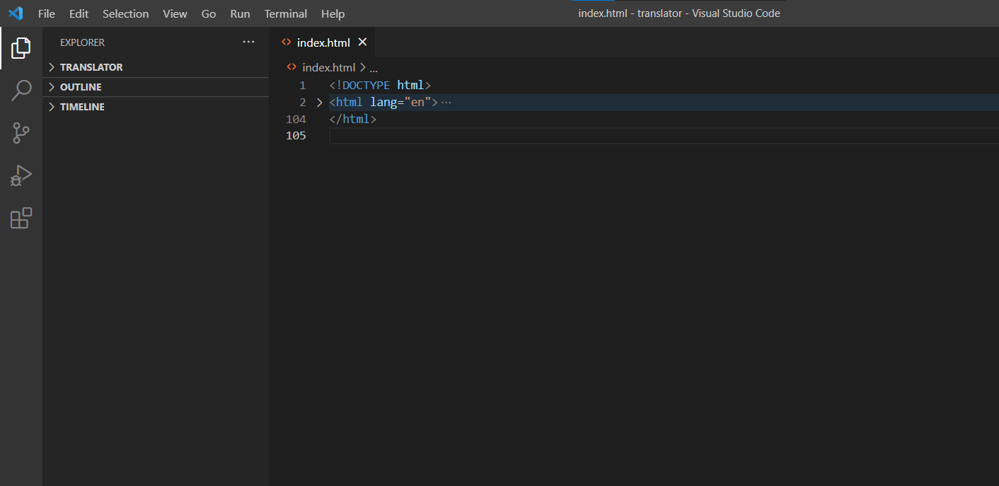 File Edit Selection View Go Run Terminal Help
index.html - translator - Visual Studio Code
EXPLORER ···
TRANSLATOR
OUTLINE
TIMELINE
index.html
index.html > ...
1 <!DOCTYPE html>
2 <html lang="en">···
104 </html>
105